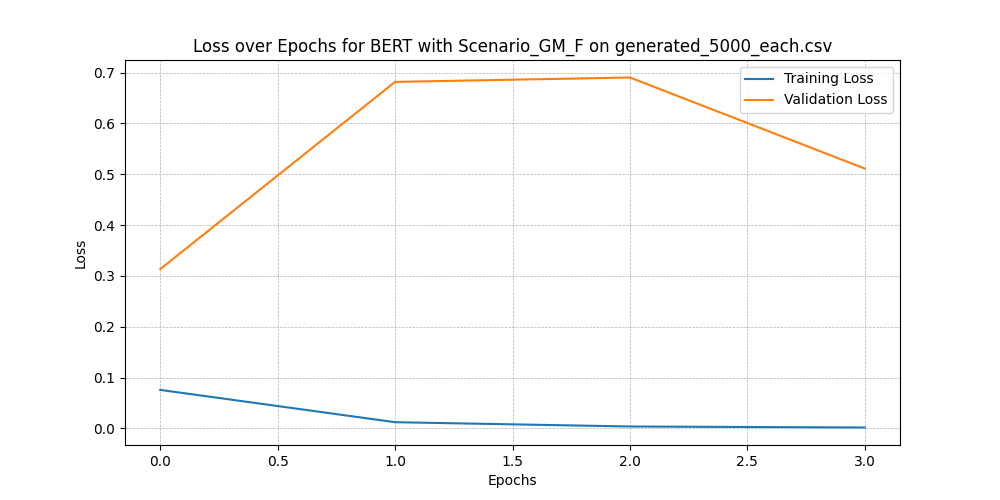 Loss over Epochs for BERT with Scenario_GM_F on generated_5000_each.csv
Training Loss
Validation Loss
0.7
0.6
0.5
0.4
0.3
0.2
0.1
0.0
Loss
0.0 0.5 1.0 1.5 2.0 2.5 3.0
Epochs